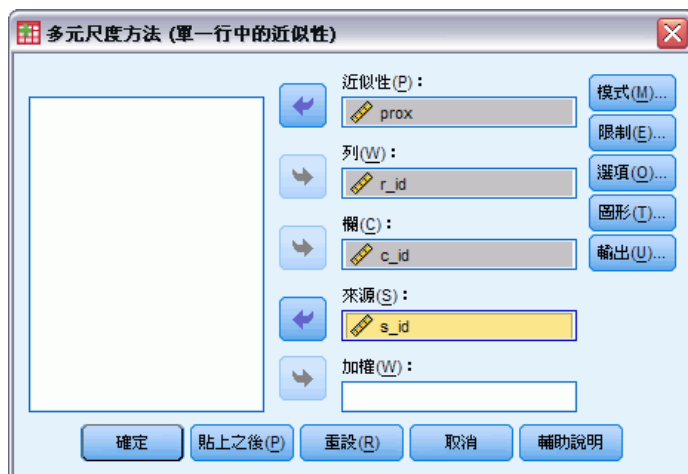 多元尺度方法 (單一行中的近似性)
近似性(P)：
prox
列(W)：
r_id
欄(C)：
c_id
來源(S)：
s_id
加權(W)：
模式(M)...
限制(E)...
選項(O)...
圖形(T)...
輸出(U)...
確定
貼上之後(P)
重設(R)
取消
輔助說明